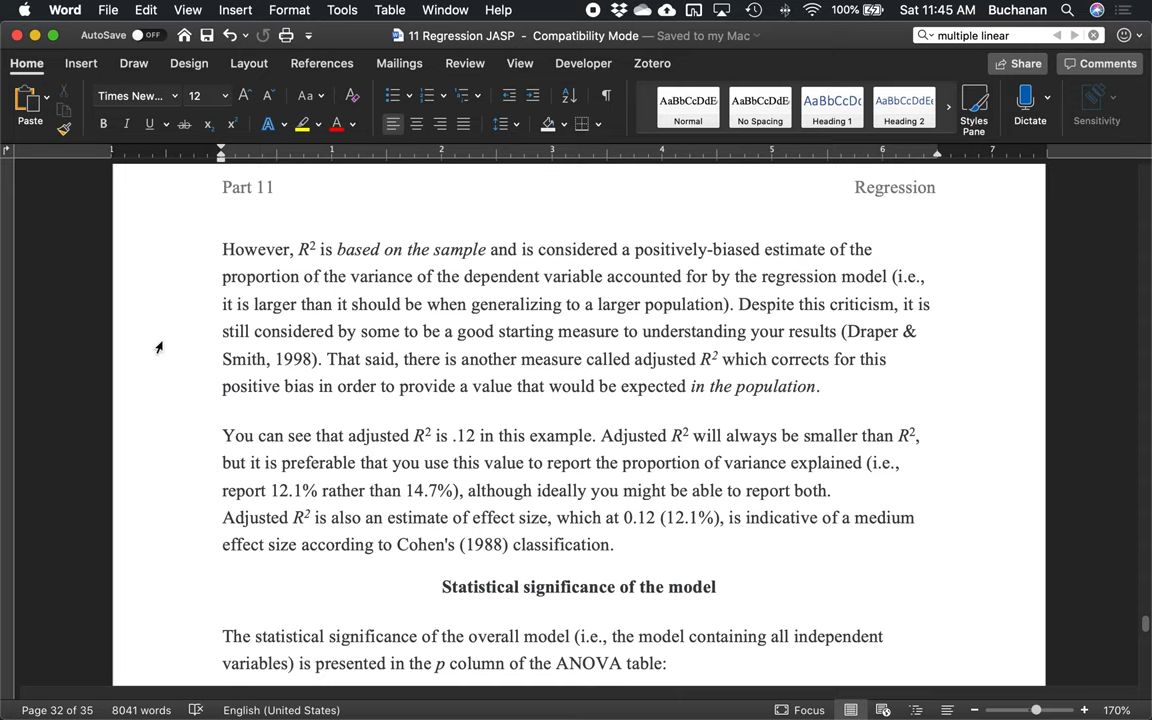 Word File Edit View Insert Format Tools Table Window Help 100% Sat 11:45 AM Buchanan
AutoSave OFF 11 Regression JASP - Compatibility Mode — Saved to my Mac multiple linear
Home Insert Draw Design Layout References Mailings Review View Developer Zotero Share Comments
Paste Times New... 12 AaBbCcDdE Normal AaBbCcDdE No Spacing AaBbCcDc Heading 1 AaBbCcDdEe Heading 2 Styles Pane Dictate Sensitivity
1 1 2 3 4 5 6 7
Part 11 Regression
However, R² is based on the sample and is considered a positively-biased estimate of the
proportion of the variance of the dependent variable accounted for by the regression model (i.e.,
it is larger than it should be when generalizing to a larger population). Despite this criticism, it is
still considered by some to be a good starting measure to understanding your results (Draper &
Smith, 1998). That said, there is another measure called adjusted R² which corrects for this
positive bias in order to provide a value that would be expected in the population.
You can see that adjusted R² is .12 in this example. Adjusted R² will always be smaller than R²,
but it is preferable that you use this value to report the proportion of variance explained (i.e.,
report 12.1% rather than 14.7%), although ideally you might be able to report both.
Adjusted R² is also an estimate of effect size, which at 0.12 (12.1%), is indicative of a medium
effect size according to Cohen's (1988) classification.
Statistical significance of the model
The statistical significance of the overall model (i.e., the model containing all independent
variables) is presented in the p column of the ANOVA table:
Page 32 of 35 8041 words English (United States) Focus 170%